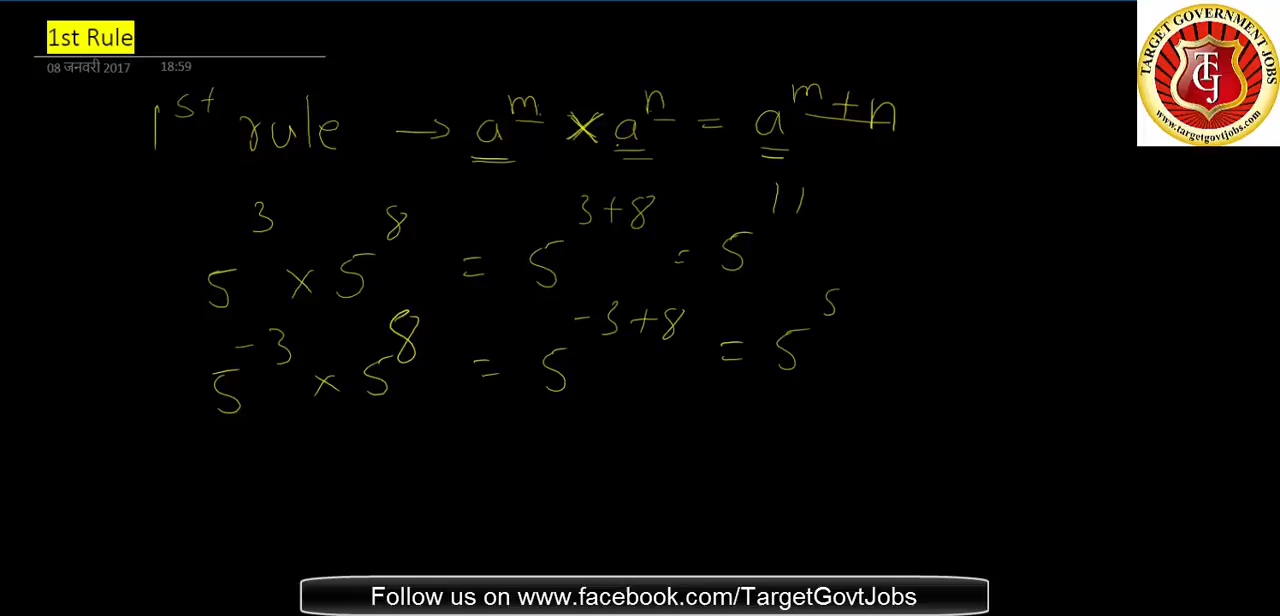 1st Rule
08 जनवरी 2017 18:59
1st rule → a^m × a^n = a^m+n
5^3 × 5^8 = 5^3+8 = 5^11
5^-3 × 5^8 = 5^-3+8 = 5^5
TARGET GOVERNMENT JOBS
TGJ
www.targetgovtjobs.com
Follow us on www.facebook.com/TargetGovtJobs